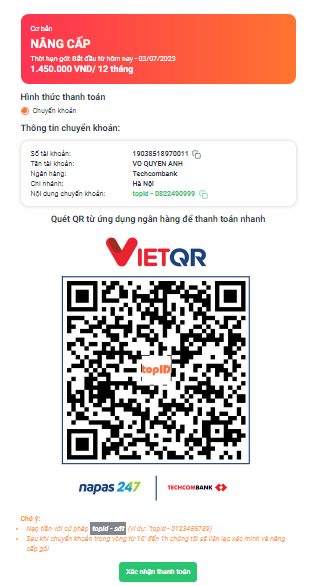 Cơ bản
NÂNG CẤP
Thời hạn gói: Bắt đầu từ hôm nay - 03/07/2023
1.450.000 VND/ 12 tháng
Hình thức thanh toán
Chuyển khoản
Thông tin chuyển khoản:
Số tài khoản: 19038518970011
Tên tài khoản: VO QUYEN ANH
Ngân hàng: Techcombank
Chi nhánh: Hà Nội
Nội dung chuyển khoản: topid - 0822490999
Quét QR từ ứng dụng ngân hàng để thanh toán nhanh
VIETQR
topID
napas 247 TECHCOMBANK
Chú ý:
Nạp tiền với cú pháp topid - sđt (ví dụ: "topid - 0123456789)
Sau khi chuyển khoản trong vòng từ 10' đến 1h chúng tôi sẽ liên lạc xác minh và nâng
cấp gói
Xác nhận thanh toán